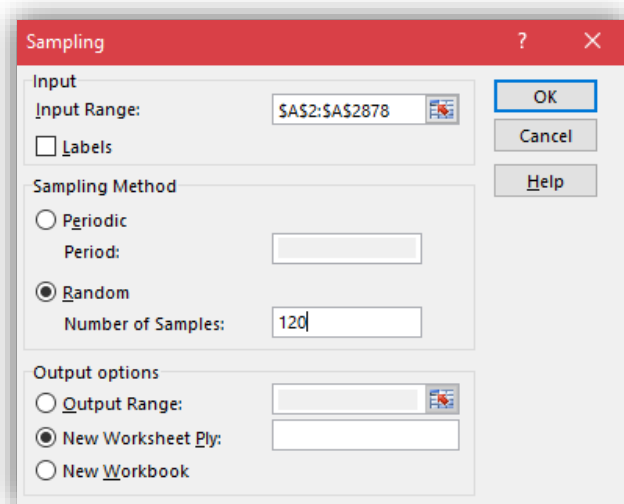 Sampling ? ×
Input
Input Range: $A$2:$A$2878
Labels
OK
Cancel
Help
Sampling Method
Periodic
Period:
Random
Number of Samples: 120
Output options
Output Range:
New Worksheet Ply:
New Workbook